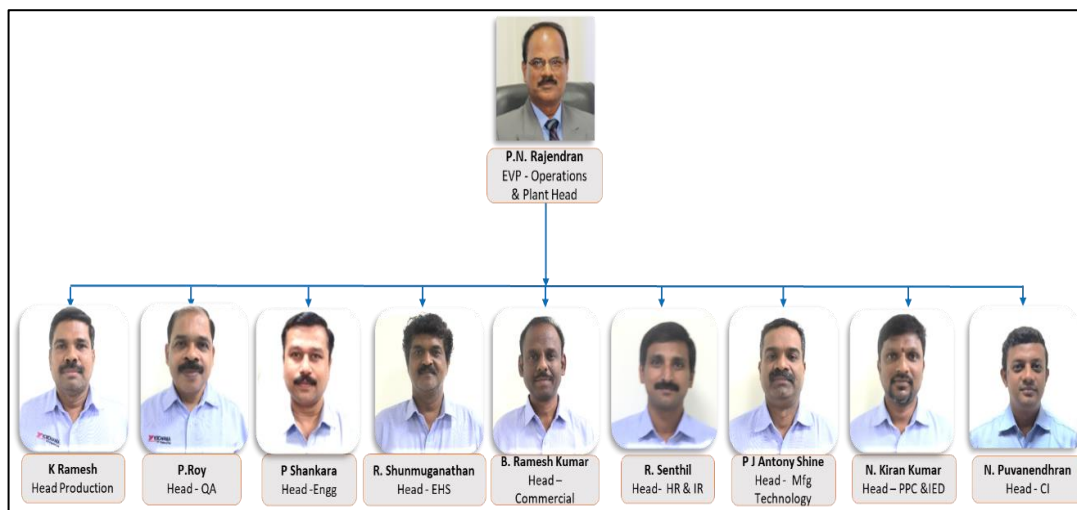 P.N. Rajendran
EVP - Operations
& Plant Head
K Ramesh
Head Production
P.Roy
Head - QA
P Shankara
Head -Engg
R. Shunmuganathan
Head - EHS
B. Ramesh Kumar
Head –
Commercial
R. Senthil
Head- HR & IR
P J Antony Shine
Head - Mfg
Technology
N. Kiran Kumar
Head– PPC &IED
N. Puvanendhran
Head - CI